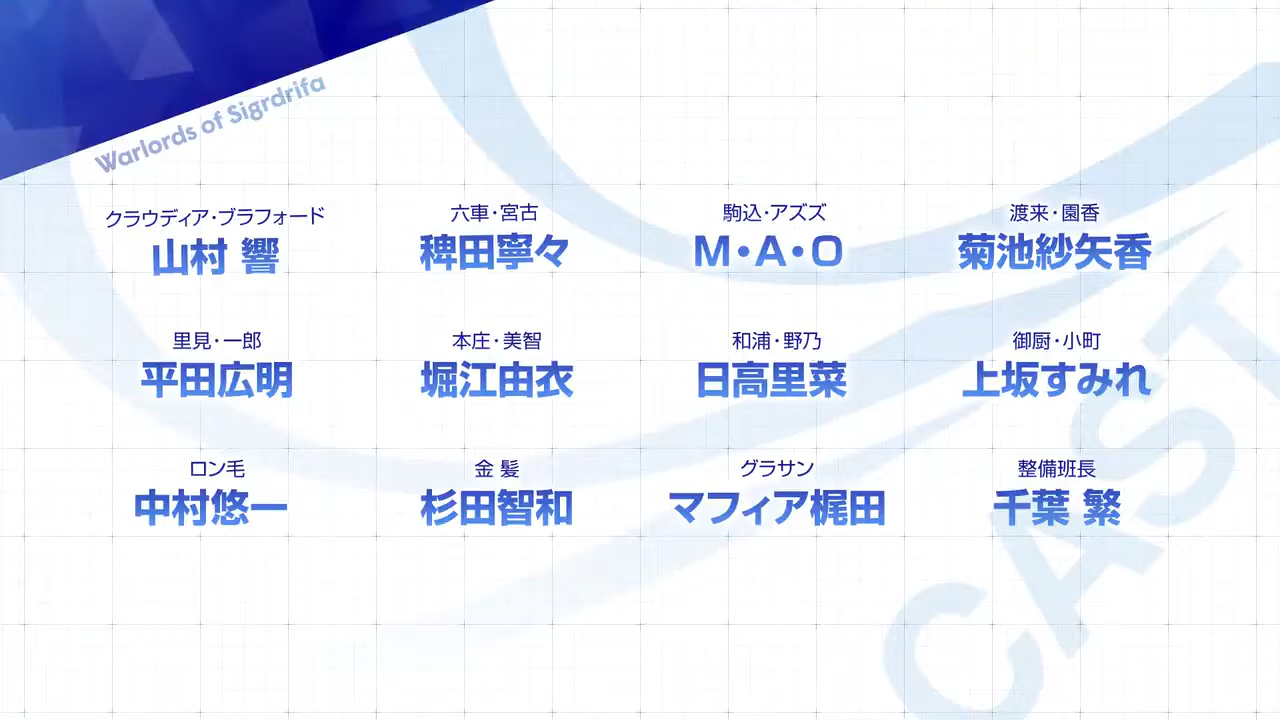 Warlords of Sigrdrifa
クラウディア・ブラフォード
山村 響
六車・宮古
稗田寧々
駒込・アズズ
M・A・O
渡来・園香
菊池紗矢香
里見・一郎
平田広明
本庄・美智
堀江由衣
和浦・野乃
日高里菜
御厨・小町
上坂すみれ
ロン毛
中村悠一
金髪
杉田智和
グラサン
マフィア梶田
整備班長
千葉 繁
CAST